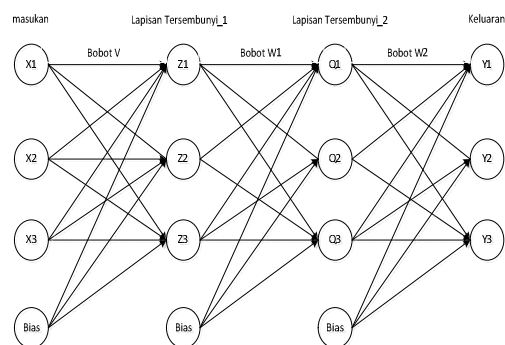 masukan Lapisan Tersembunyi_1 Lapisan Tersembunyi_2 Keluaran
Bobot V Bobot W1 Bobot W2
X1 Z1 Q1 Y1
X2 Z2 Q2 Y2
X3 Z3 Q3 Y3
Bias Bias Bias